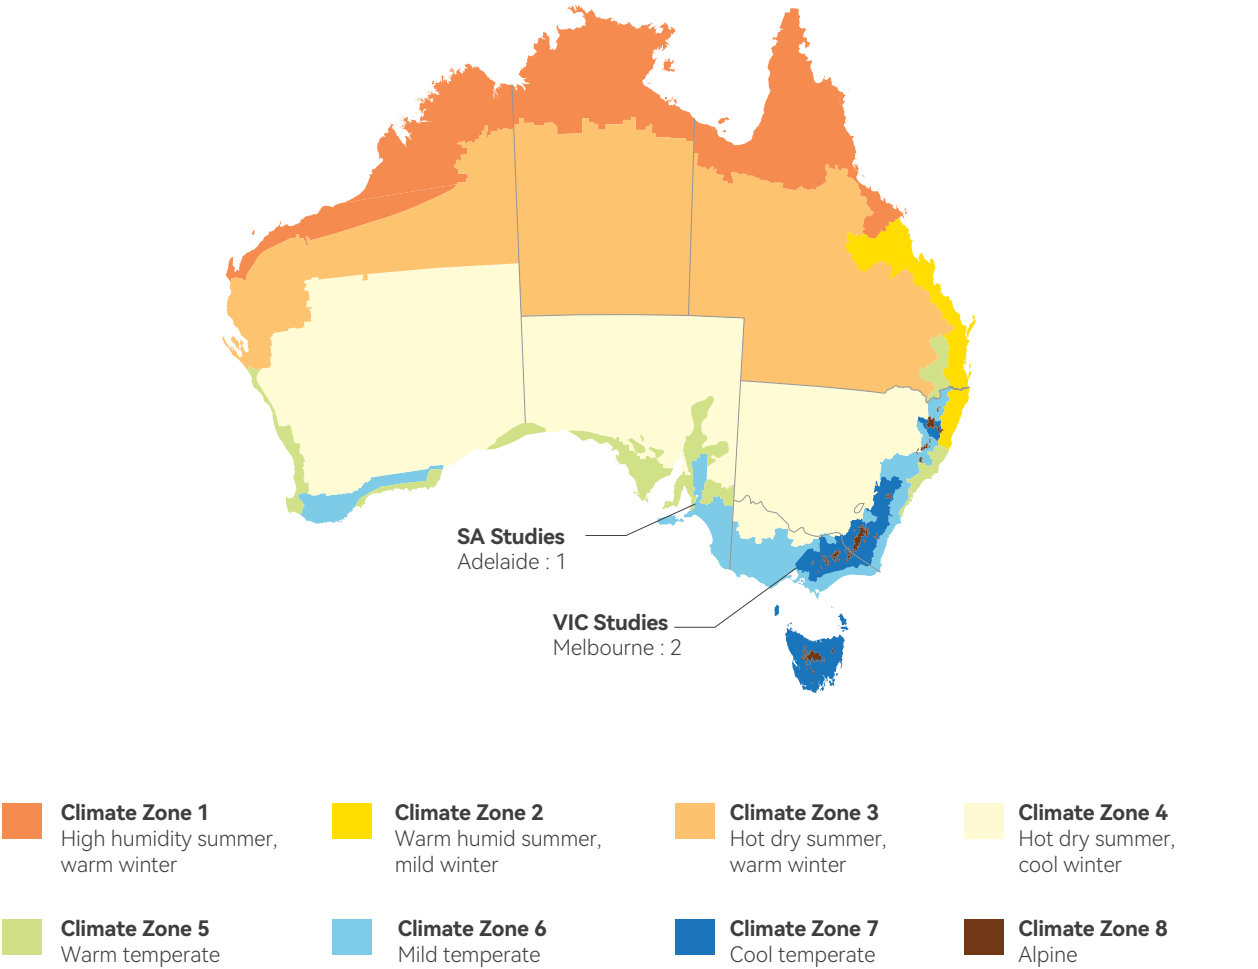 SA Studies
Adelaide : 1
VIC Studies
Melbourne : 2
Climate Zone 1
High humidity summer,
warm winter
Climate Zone 2
Warm humid summer,
mild winter
Climate Zone 3
Hot dry summer,
warm winter
Climate Zone 4
Hot dry summer,
cool winter
Climate Zone 5
Warm temperate
Climate Zone 6
Mild temperate
Climate Zone 7
Cool temperate
Climate Zone 8
Alpine